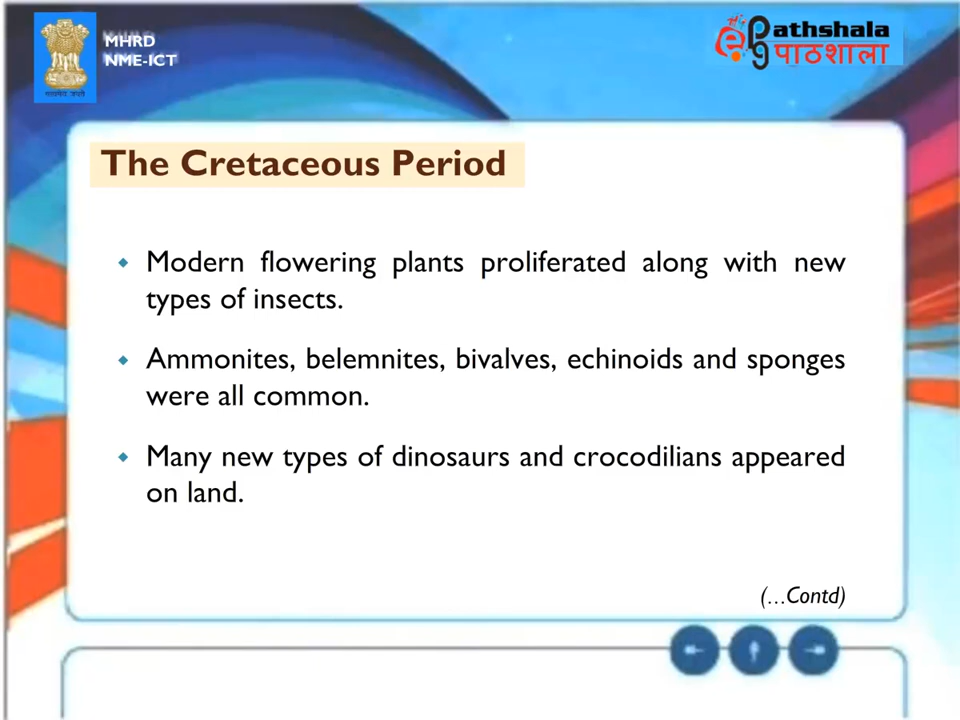 MHRD
NME-ICT
e pg athshala
पाठशाला
The Cretaceous Period
Modern flowering plants proliferated along with new
types of insects.
Ammonites, belemnites, bivalves, echinoids and sponges
were all common.
Many new types of dinosaurs and crocodilians appeared
on land.
(...Contd)